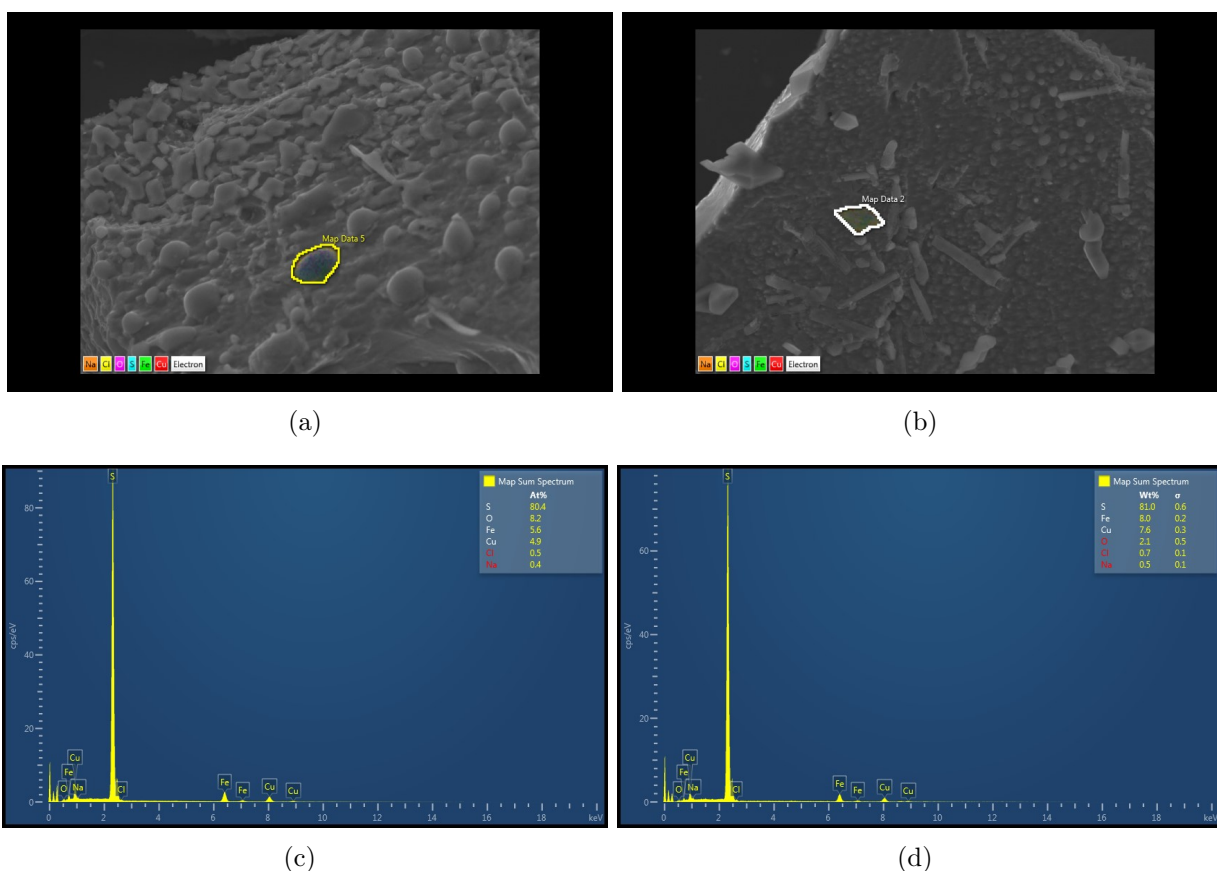 Map Data 5
Na Cl O S Fe Cu Electron
(a)
Map Data 2
Na Cl O S Fe Cu Electron
(b)
S
Map Sum Spectrum
At%
S 80.4
O 8.2
Fe 5.6
Cu 4.9
Cl 0.5
Na 0.4
80
60
40
20
0
cps/eV
Cu
Fe
O Na Cl Fe Fe Cu Cu
0 2 4 6 8 10 12 14 16 18 keV
(c)
S
Map Sum Spectrum
Wt% σ
S 81.0 0.6
Fe 8.0 0.2
Cu 7.6 0.3
O 2.1 0.5
Cl 0.7 0.1
Na 0.5 0.1
60
40
20
0
cps/eV
Cu
Fe
O Na Cl Fe Fe Cu Cu
0 2 4 6 8 10 12 14 16 18 keV
(d)